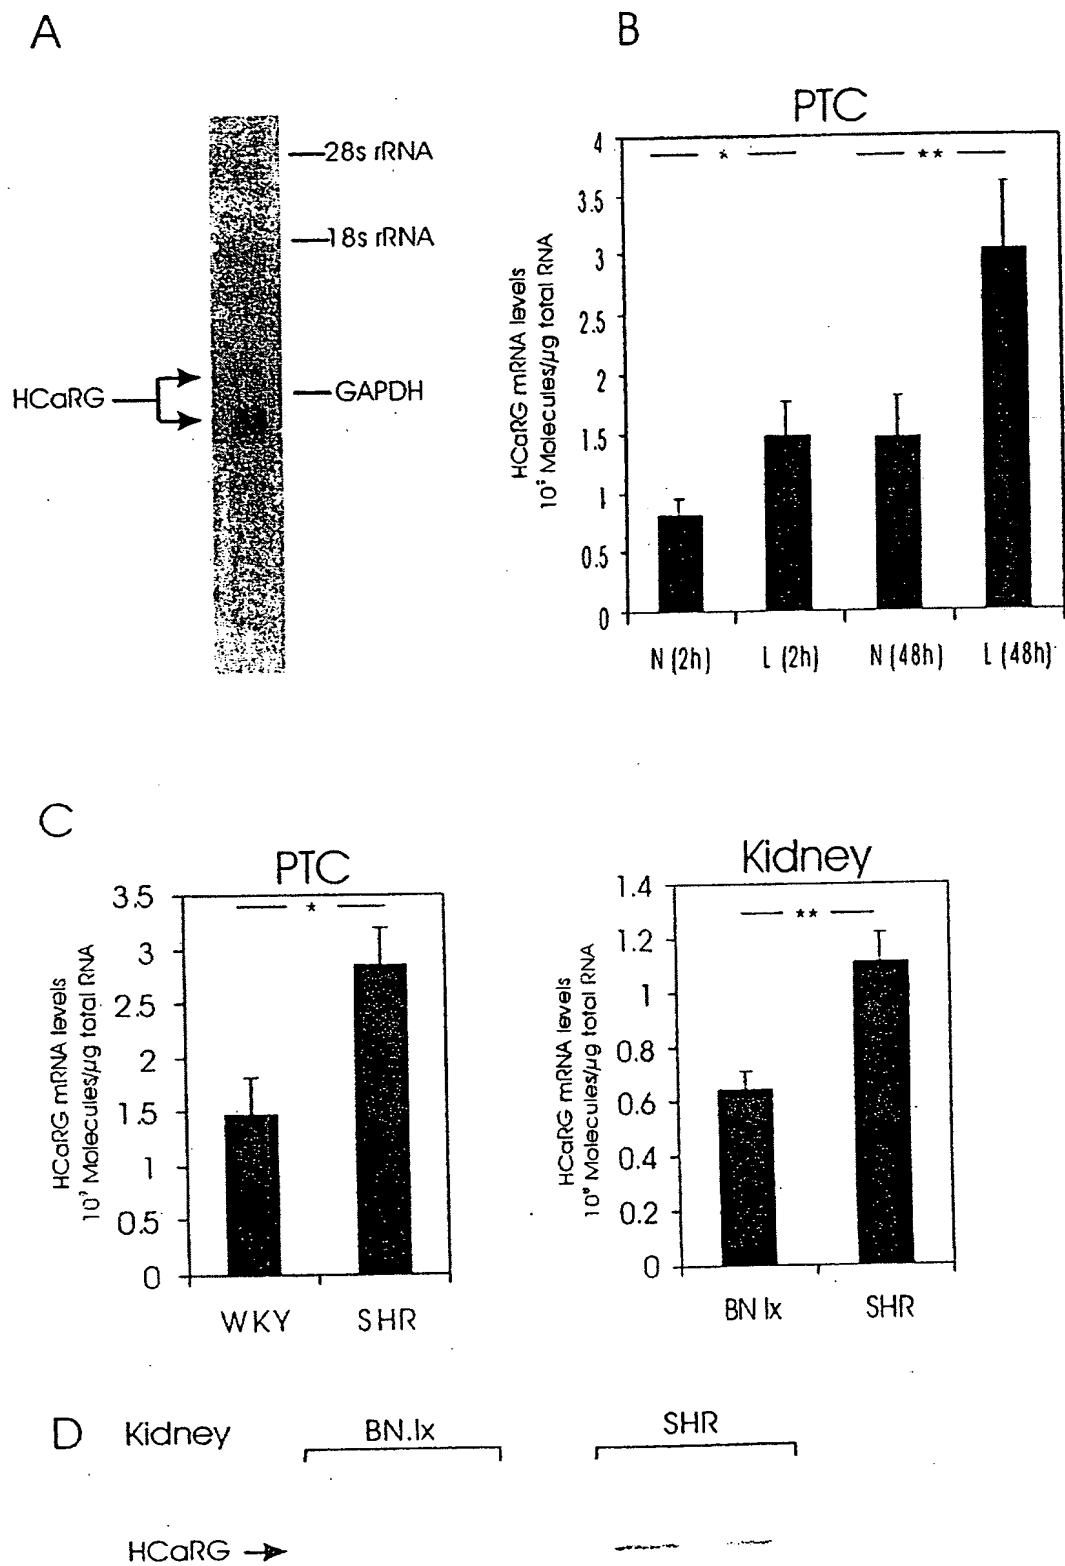 A
28s rRNA
18s rRNA
HCaRG
GAPDH
B
PTC
HCaRG mRNA levels
Molecules/µg total RNA
4
3.5
3
2.5
2
1.5
1
0.5
0
* **
N (2h) L (2h) N (48h) L (48h)
C
PTC
HCaRG mRNA levels
10⁷ Molecules/µg total RNA
3.5
3
2.5
2
1.5
1
0.5
0
*
WKY SHR
Kidney
HCaRG mRNA levels
Molecules/µg total RNA
1.4
1.2
1
0.8
0.6
0.4
0.2
0
**
BN lx SHR
D Kidney BN.lx SHR
HCaRG